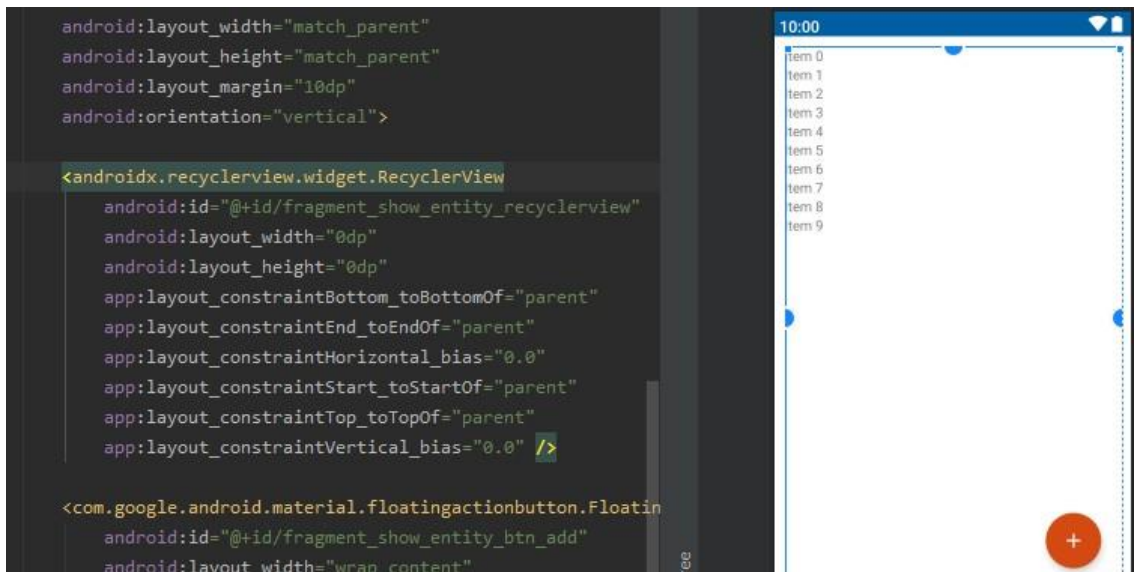 android:layout_width="match_parent"
android:layout_height="match_parent"
android:layout_margin="10dp"
android:orientation="vertical">
<androidx.recyclerview.widget.RecyclerView
android:id="@+id/fragment_show_entity_recyclerview"
android:layout_width="0dp"
android:layout_height="0dp"
app:layout_constraintBottom_toBottomOf="parent"
app:layout_constraintEnd_toEndOf="parent"
app:layout_constraintHorizontal_bias="0.0"
app:layout_constraintStart_toStartOf="parent"
app:layout_constraintTop_toTopOf="parent"
app:layout_constraintVertical_bias="0.0" />
<com.google.android.material.floatingactionbutton.Floatin
android:id="@+id/fragment_show_entity_btn_add"
android:layout_width="wrap_content"
ree
10:00
Item 0
Item 1
Item 2
Item 3
Item 4
Item 5
Item 6
Item 7
Item 8
Item 9
+